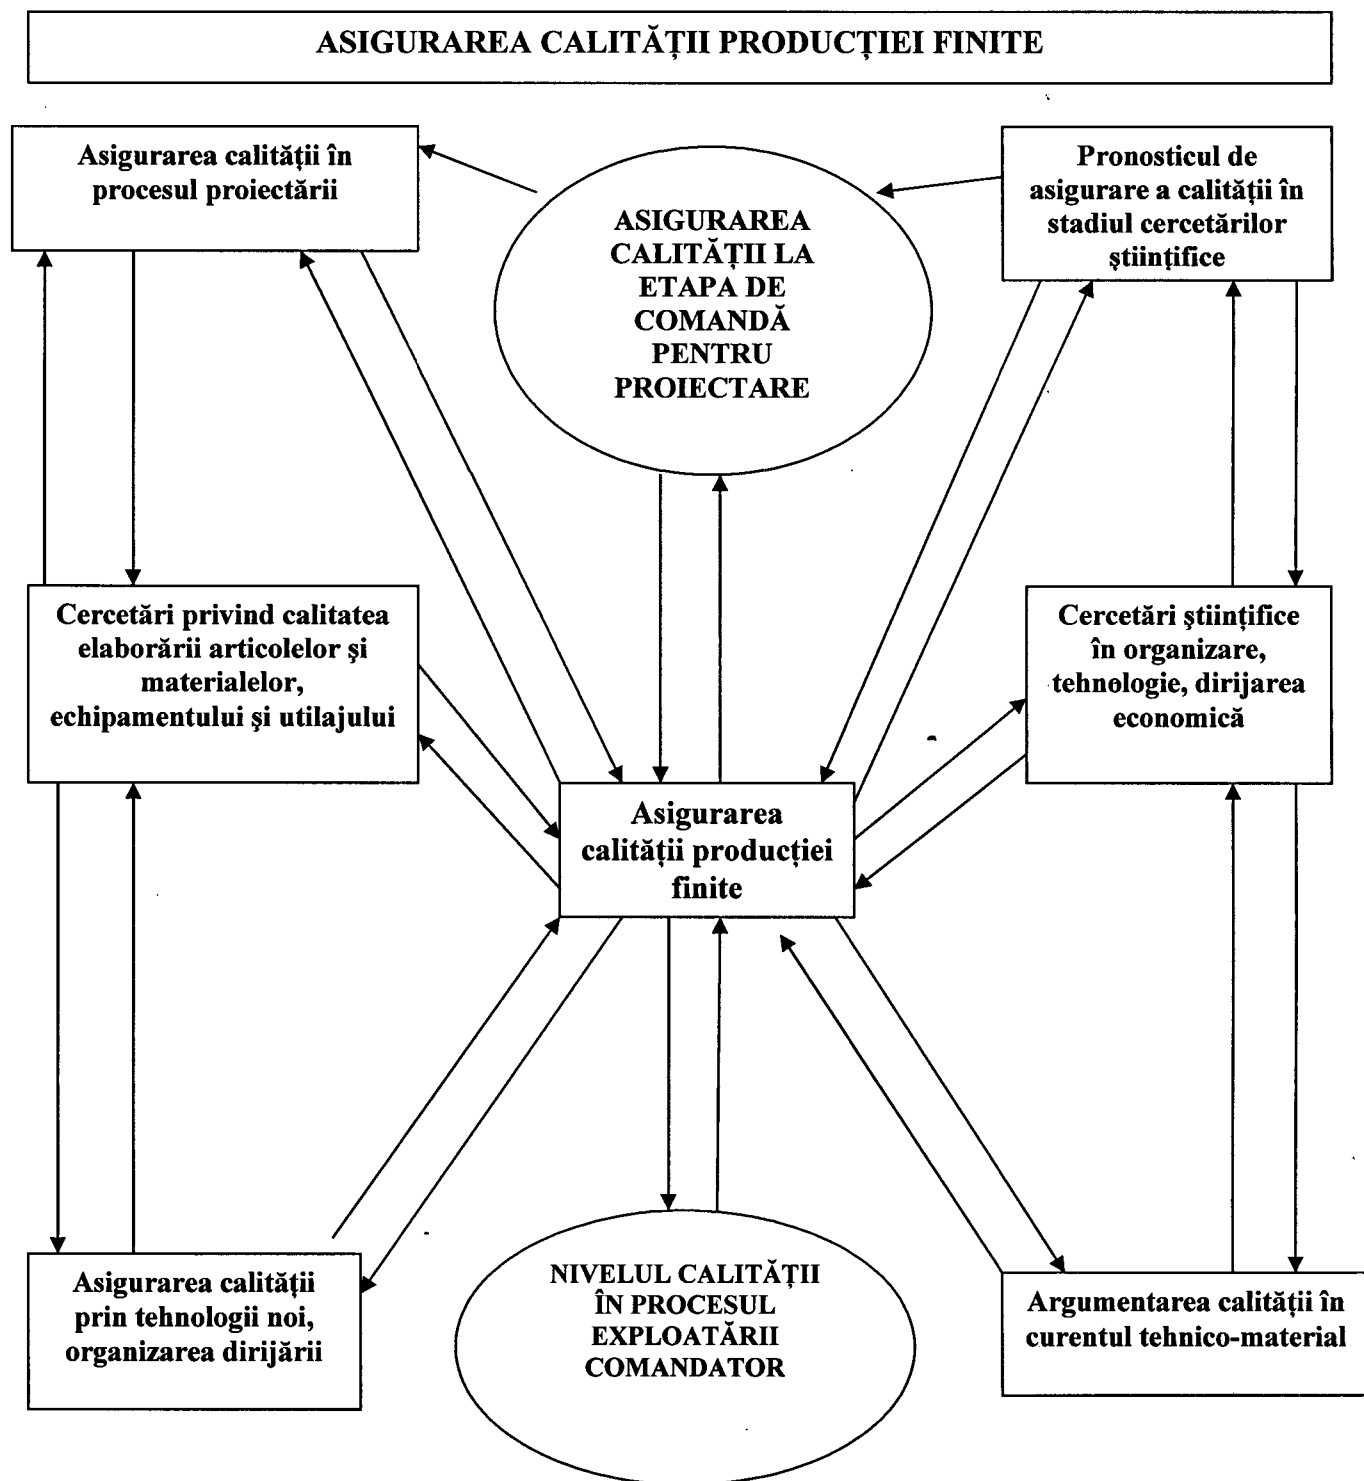 ASIGURAREA CALITĂȚII PRODUCȚIEI FINITE
Asigurarea calității în
procesul proiectării
ASIGURAREA
CALITĂȚII LA
ETAPA DE
COMANDĂ
PENTRU
PROIECTARE
Pronosticul de
asigurare a calității în
stadiul cercetărilor
științifice
Cercetări privind calitatea
elaborării articolelor și
materialelor,
echipamentului și utilajului
Cercetări științifice
în organizare,
tehnologie, dirijarea
economică
Asigurarea
calității producției
finite
Asigurarea calității
prin tehnologii noi,
organizarea dirijării
NIVELUL CALITĂȚII
ÎN PROCESUL
EXPLOATĂRII
COMANDATOR
Argumentarea calității în
curentul tehnico-material